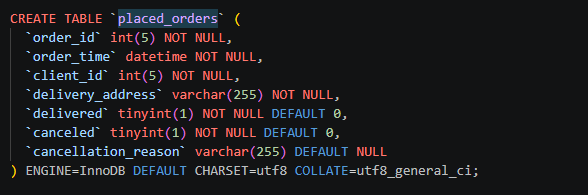 CREATE TABLE `placed_orders` (
  `order_id` int(5) NOT NULL,
  `order_time` datetime NOT NULL,
  `client_id` int(5) NOT NULL,
  `delivery_address` varchar(255) NOT NULL,
  `delivered` tinyint(1) NOT NULL DEFAULT 0,
  `canceled` tinyint(1) NOT NULL DEFAULT 0,
  `cancellation_reason` varchar(255) DEFAULT NULL
) ENGINE=InnoDB DEFAULT CHARSET=utf8 COLLATE=utf8_general_ci;